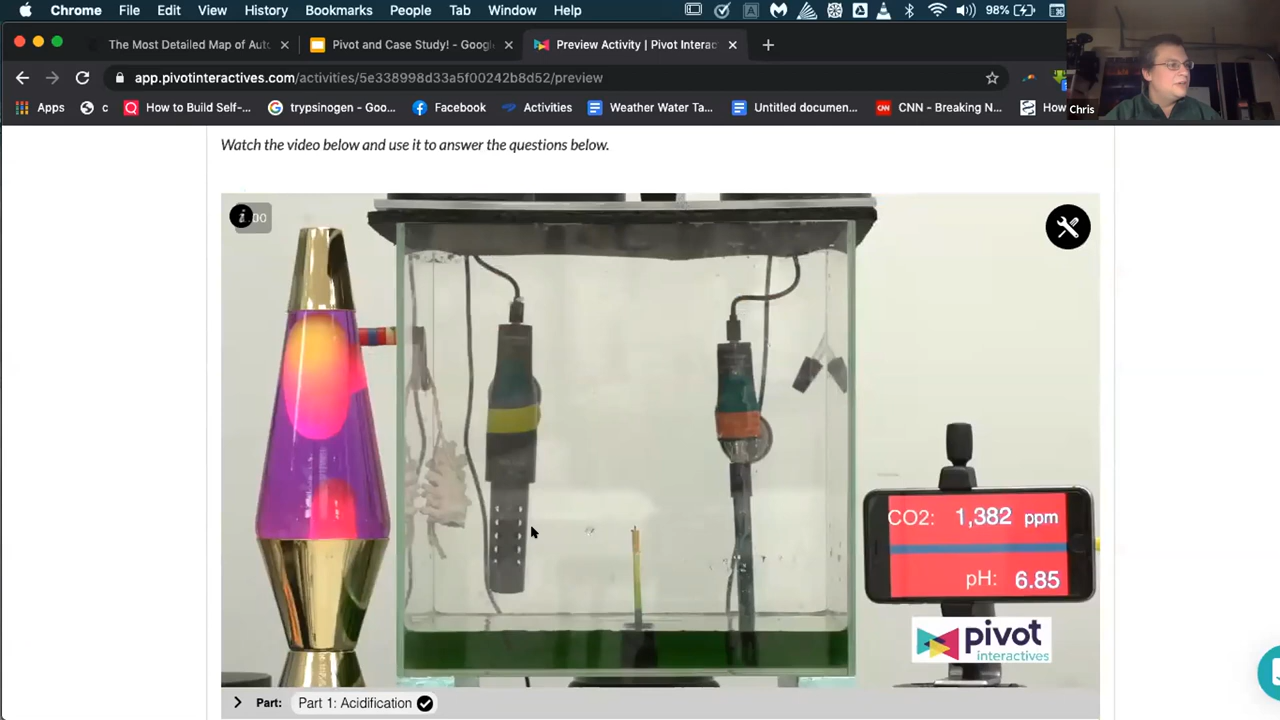 Chrome File Edit View History Bookmarks People Tab Window Help 98%
The Most Detailed Map of Auto
Pivot and Case Study! - Google
Preview Activity | Pivot Interac
app.pivotinteractives.com/activities/5e338998d33a5f00242b8d52/preview
Apps c How to Build Self-... trypsinogen - Goo... Facebook Activities Weather Water Ta... Untitled documen... CNN - Breaking N... How
Chris
Watch the video below and use it to answer the questions below.
CO2: 1,382 ppm
pH: 6.85
pivot
interactives
Part: Part 1: Acidification